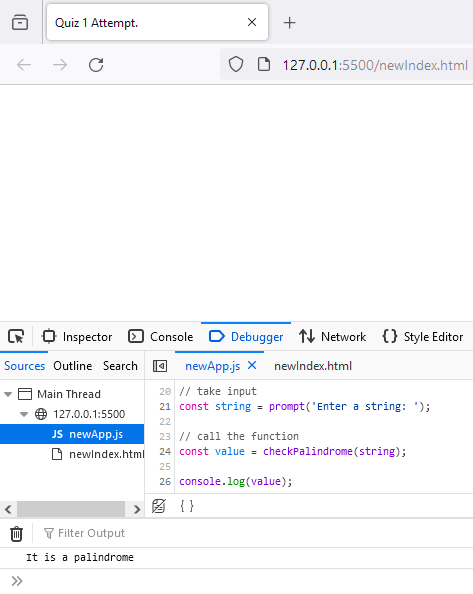 Quiz 1 Attempt.
127.0.0.1:5500/newIndex.html
Inspector Console Debugger Network Style Editor
Sources Outline Search newApp.js newIndex.html
Main Thread
127.0.0.1:5500
JS newApp.js
newIndex.html
20 // take input
21 const string = prompt('Enter a string: ');
22
23 // call the function
24 const value = checkPalindrome(string);
25
26 console.log(value);
{ }
Filter Output
It is a palindrome
>>